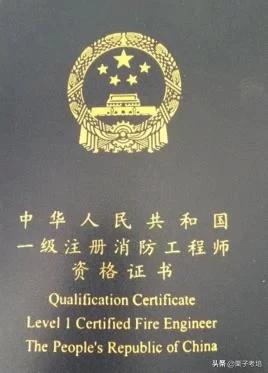 中华人民共和国
一级注册消防工程师
资格证书
Qualification Certificate
Level 1 Certified Fire Engineer
The People's Republic of China
头条@栗子考培